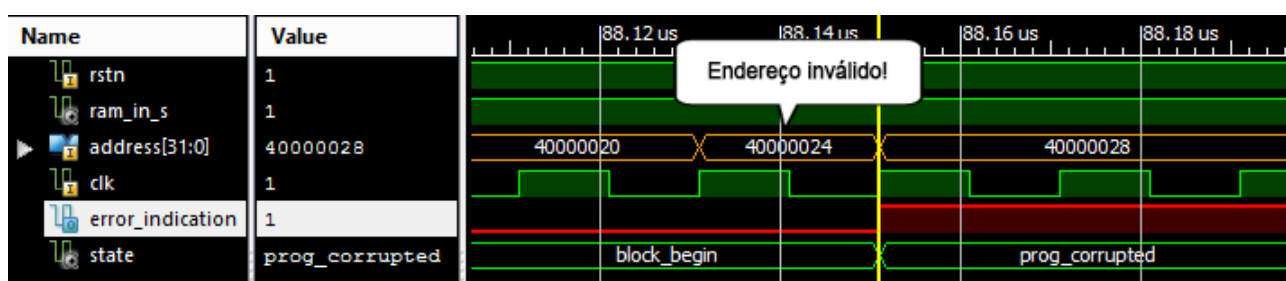 Name Value 88.12 us 88.14 us 88.16 us 88.18 us
rstn 1 Endereço inválido!
ram_in_s 1
address[31:0] 40000028 40000020 40000024 40000028
clk 1
error_indication 1
state prog_corrupted block_begin prog_corrupted